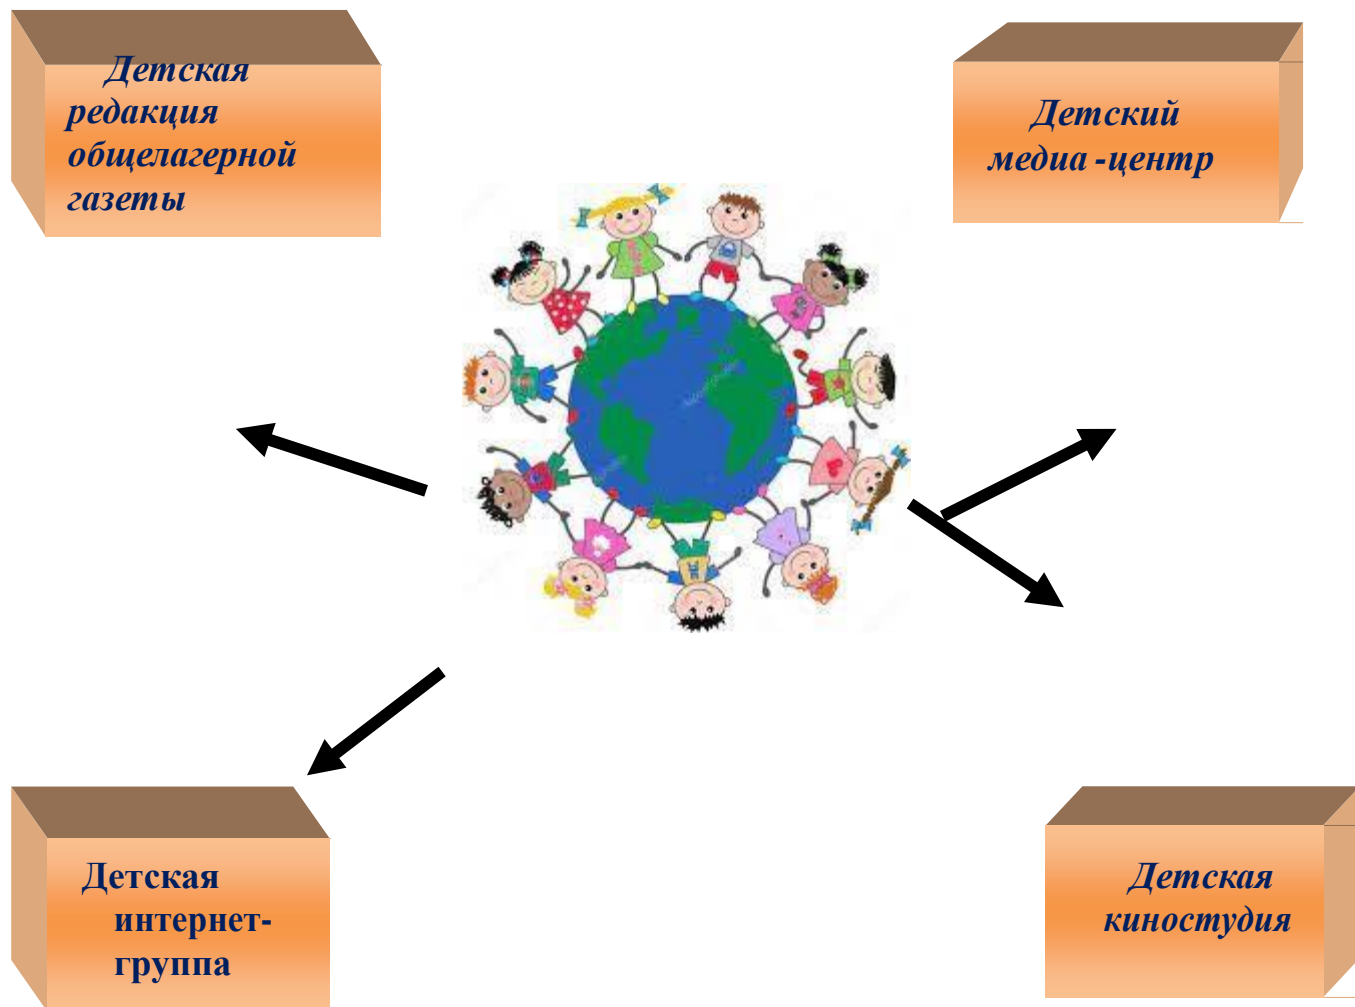 Детская
редакция
общелагерной
газеты
Детский
медиа -центр
Детская
интернет-
группа
Детская
киностудия